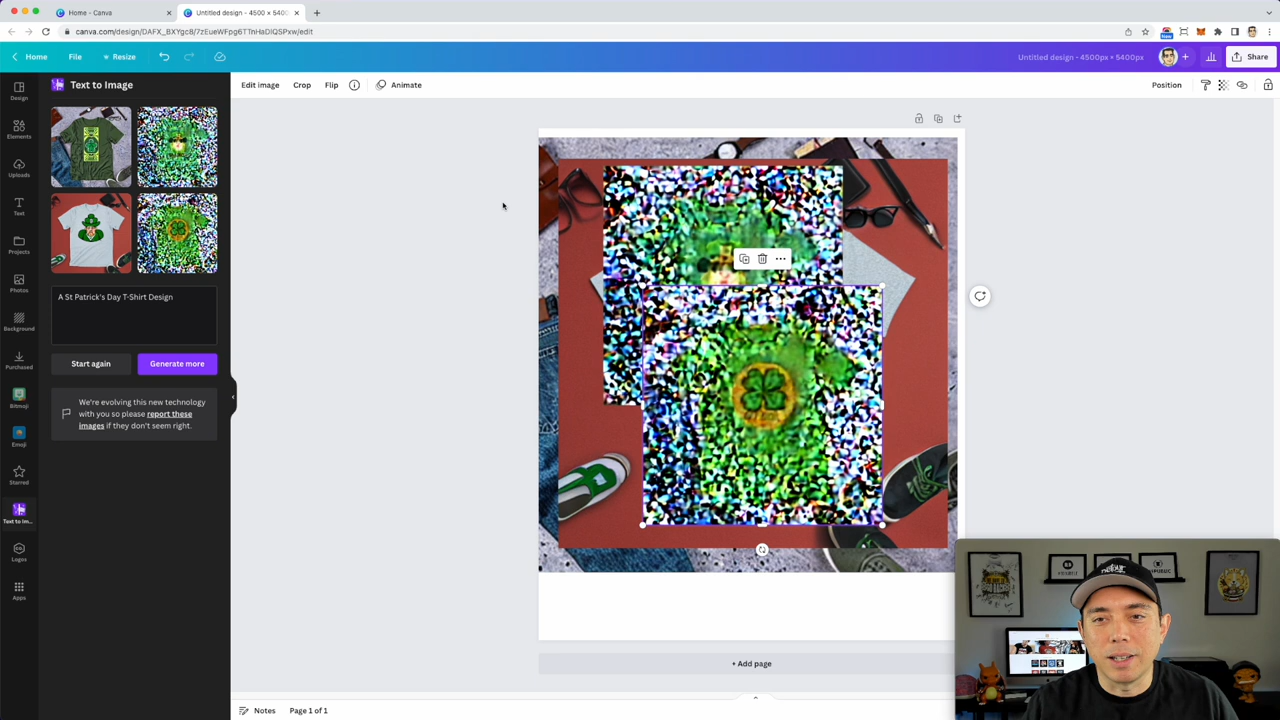 Home - Canva
Untitled design - 4500 × 540
canva.com/design/DAFX_BXYgc8/7zEueWFpg6TTnHaDIQSPxw/edit
New
Home
File
Resize
Untitled design - 4500px × 5400px
Share
Text to Image
Edit image
Crop
Flip
Animate
Position
Design
Elements
Uploads
Text
Projects
Photos
Background
Purchased
Bitmoji
Emoji
Starred
Text to Im...
Logos
Apps
A St Patrick's Day T-Shirt Design
Start again
Generate more
We're evolving this new technology
with you so please report these
images if they don't seem right.
+ Add page
Notes
Page 1 of 1